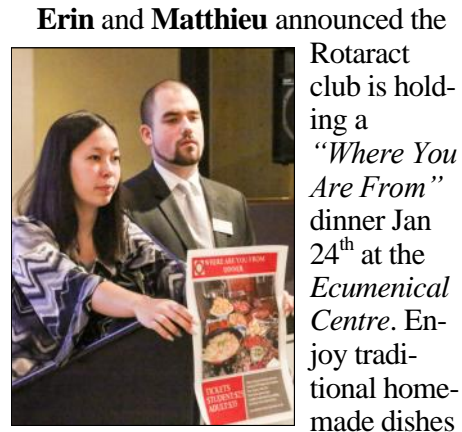 Erin and Matthieu announced the
Rotaract
club is hold-
ing a
“Where You
Are From”
dinner Jan
24th at the
Ecumenical
Centre. En-
joy tradi-
tional home-
made dishes
WHERE ARE YOU FROM
DINNER
TICKETS